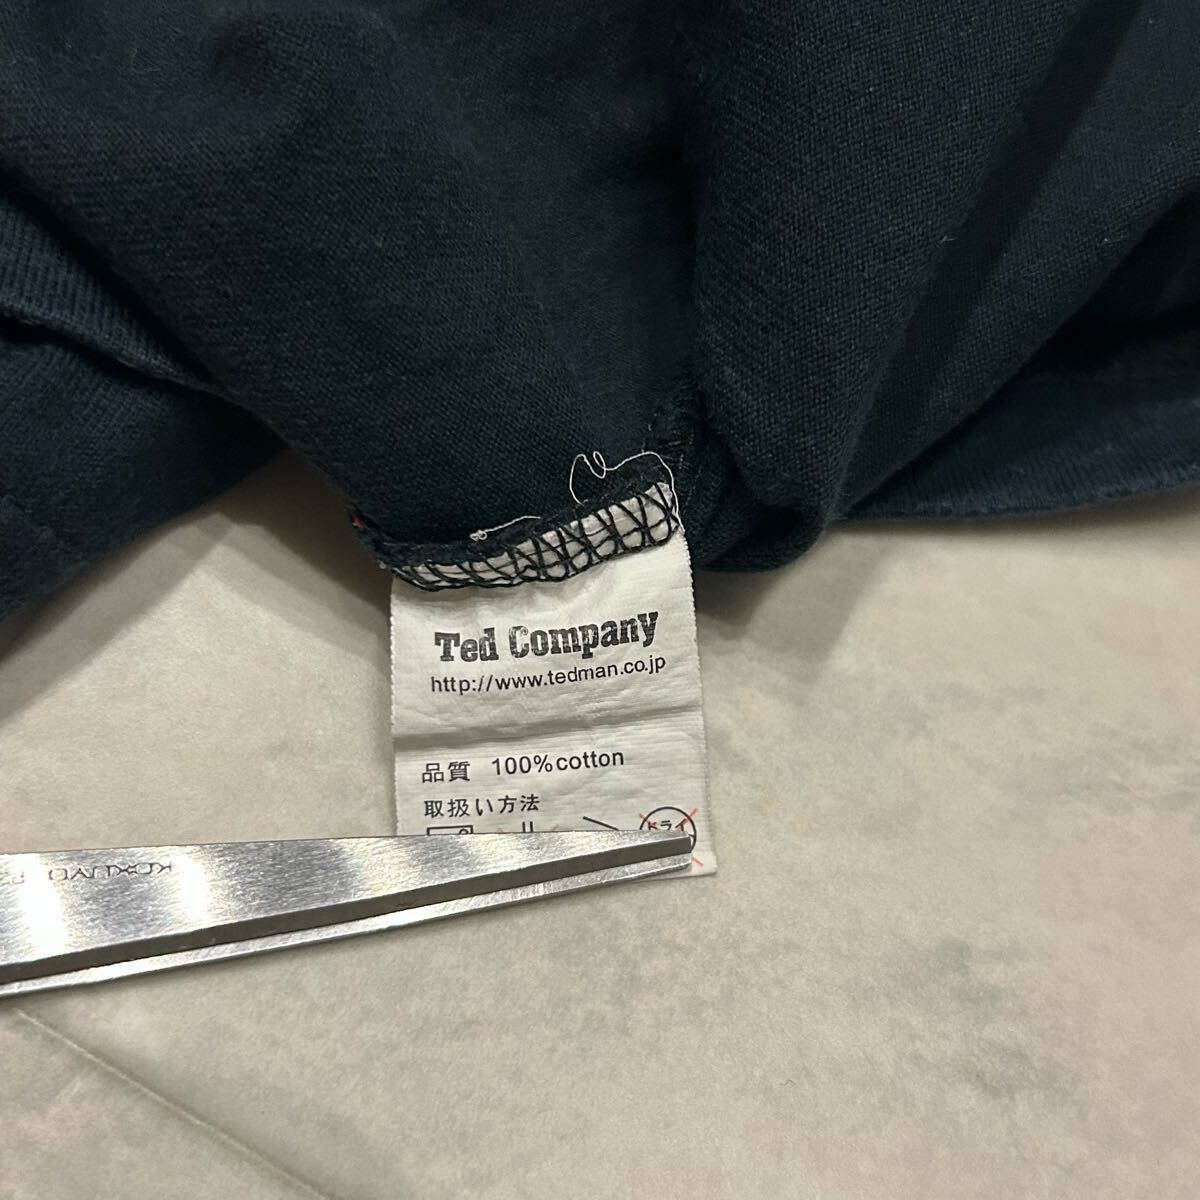 Ted Company
http://www.tedman.co.jp
品質 100%cotton
取扱い方法
ドライ
KOKUYO